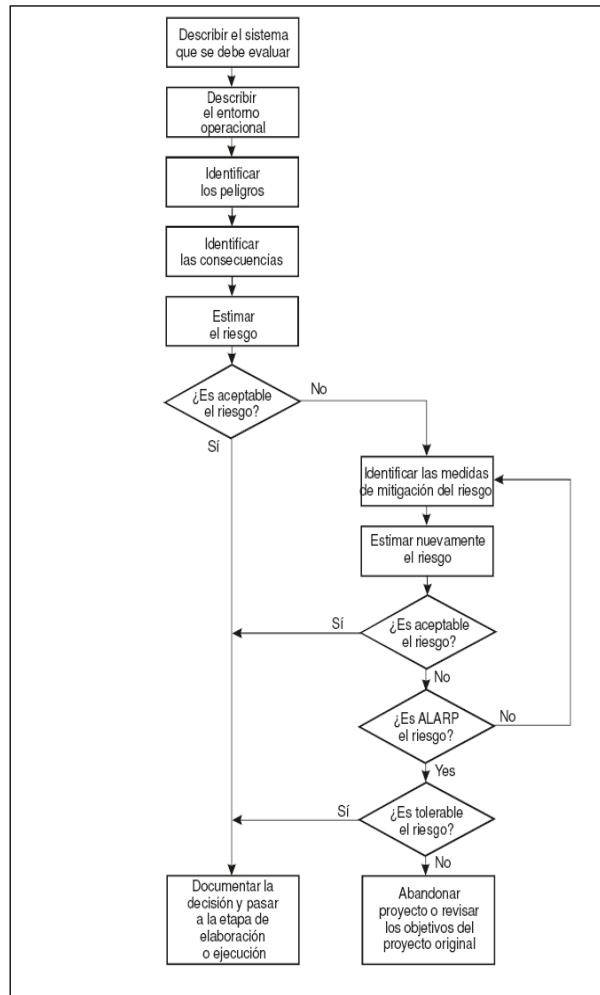 Describir el sistema
que se debe evaluar
Describir
el entorno
operacional
Identificar
los peligros
Identificar
las consecuencias
Estimar
el riesgo
¿Es aceptable
el riesgo?
No
Sí
Identificar las medidas
de mitigación del riesgo
Estimar nuevamente
el riesgo
¿Es aceptable
el riesgo?
Sí
No
¿Es ALARP
el riesgo?
No
Yes
¿Es tolerable
el riesgo?
Sí
No
Documentar la
decisión y pasar
a la etapa de
elaboración
o ejecución
Abandonar
proyecto o revisar
los objetivos del
proyecto original